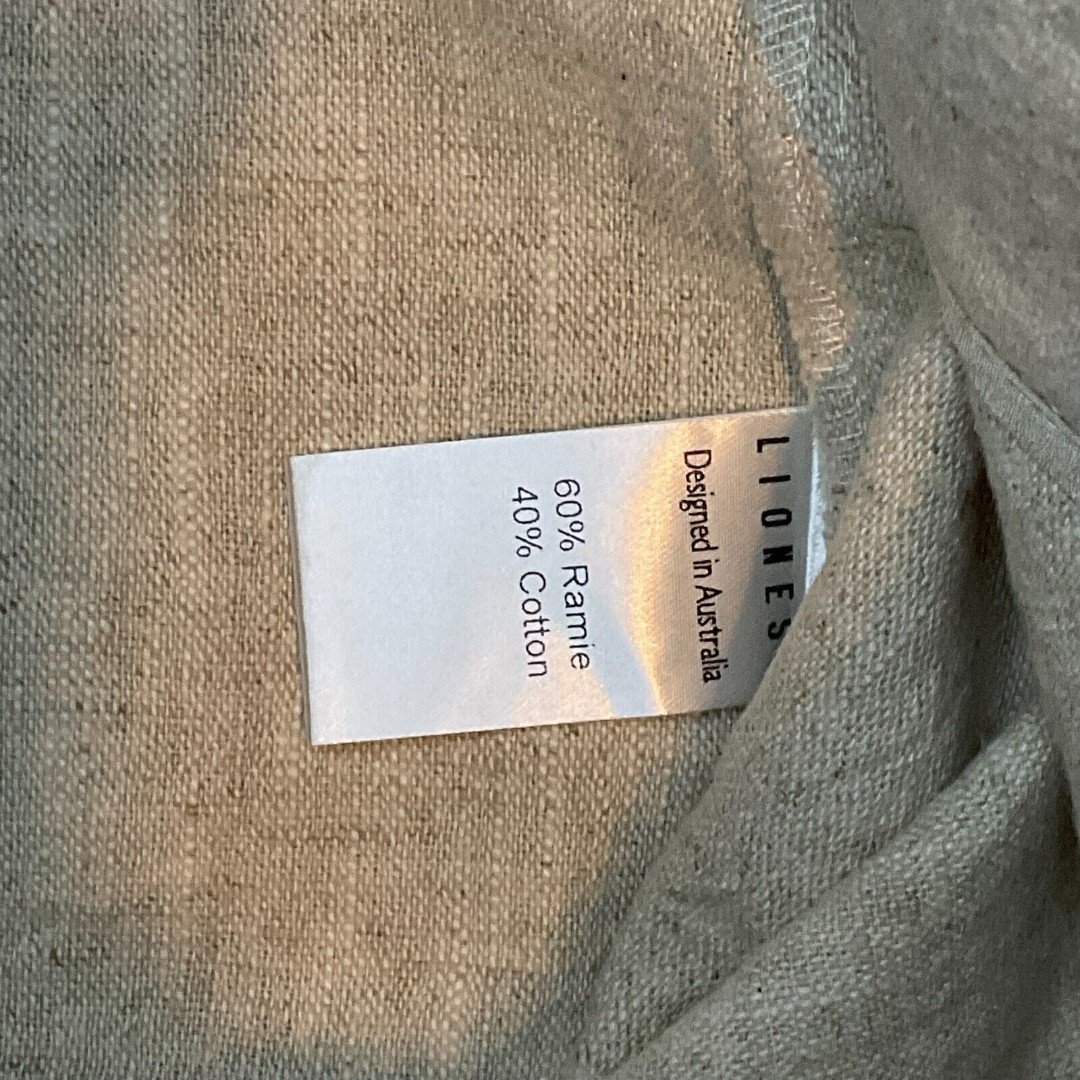 LIONES
Designed in Australia
60% Ramie
40% Cotton